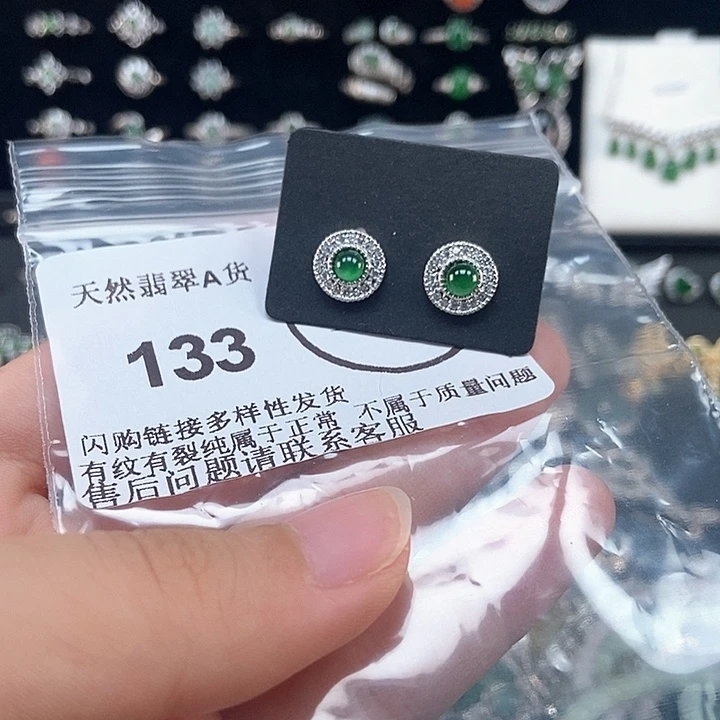 天然翡翠A货
133
闪购链接多样性发货
有纹有裂纯属于正常 不属于质量问题
售后问题请联系客服